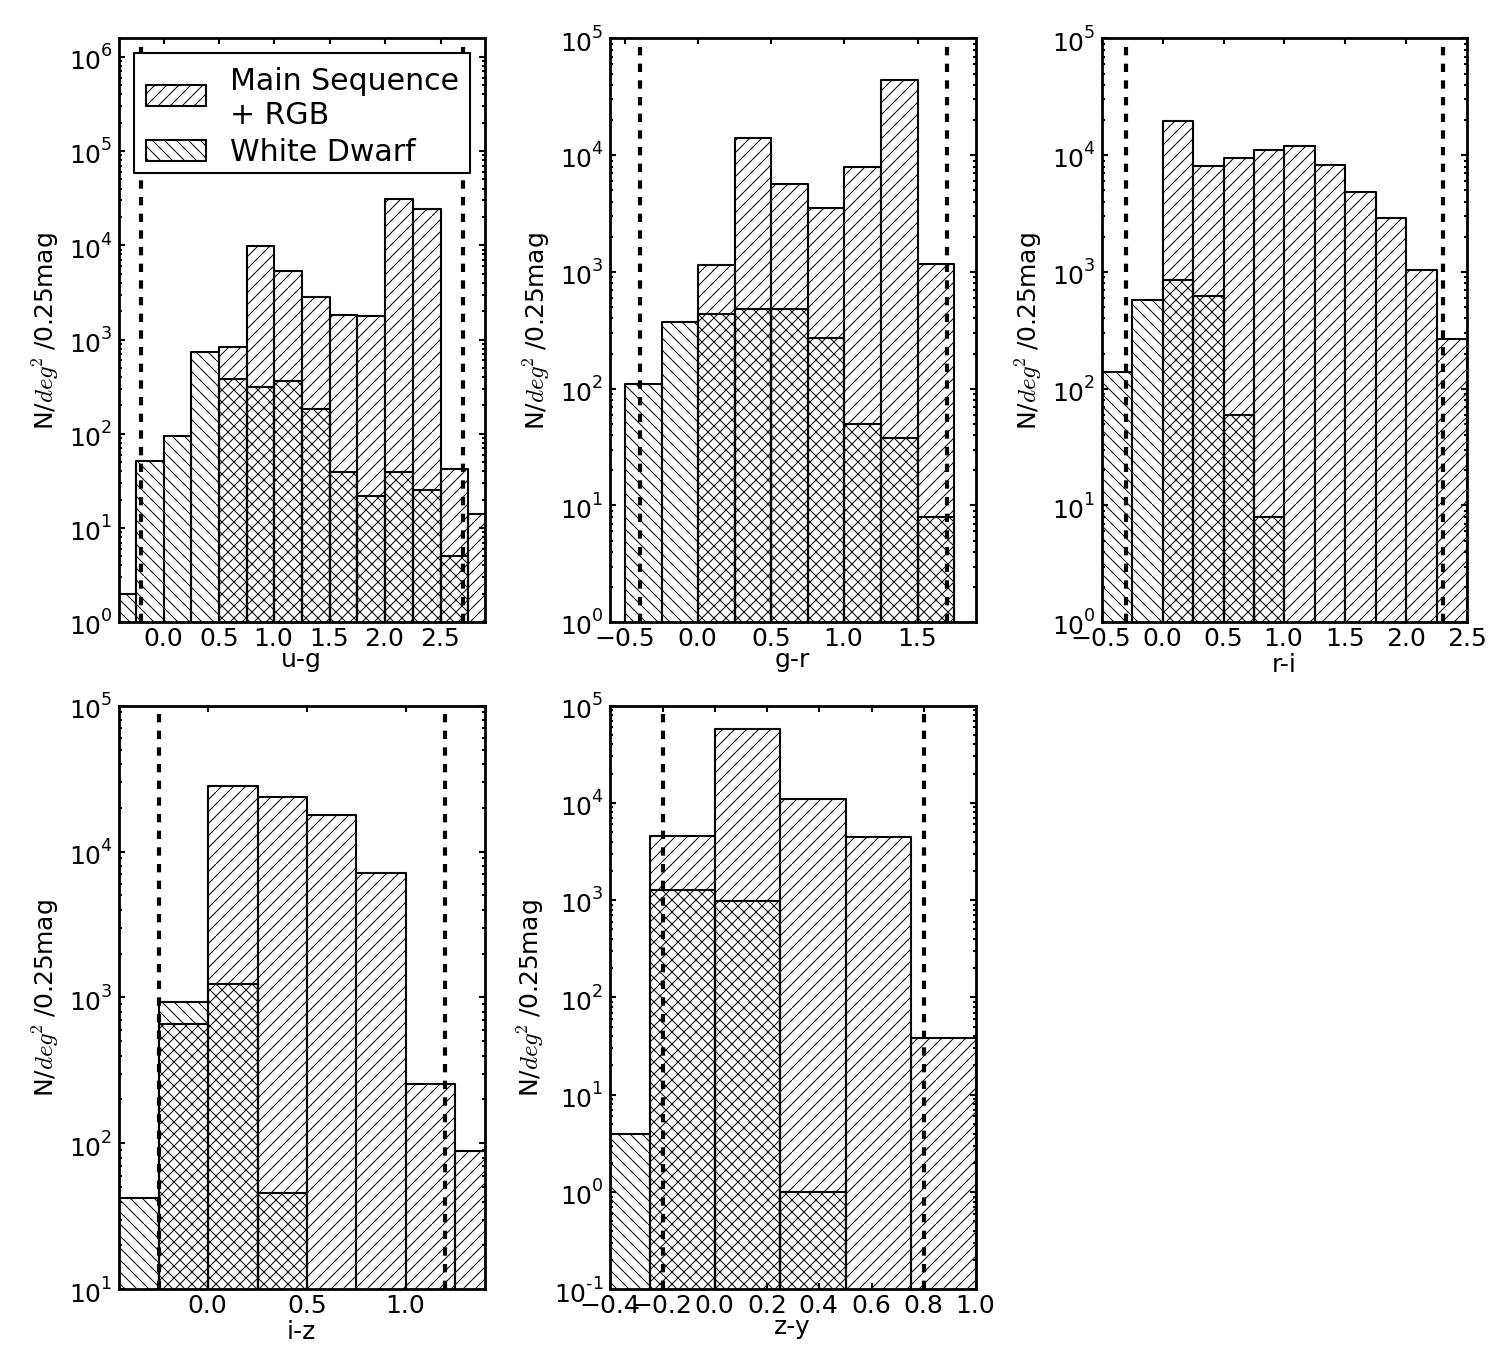 Main Sequence
+ RGB
White Dwarf
10^6
10^5
10^4
10^3
10^2
10^1
10^0
N/deg^2 /0.25mag
0.0 0.5 1.0 1.5 2.0 2.5
u-g
10^5
10^4
10^3
10^2
10^1
10^0
N/deg^2 /0.25mag
−0.5 0.0 0.5 1.0 1.5
g-r
10^5
10^4
10^3
10^2
10^1
10^0
N/deg^2 /0.25mag
−0.5 0.0 0.5 1.0 1.5 2.0 2.5
r-i
10^5
10^4
10^3
10^2
10^1
N/deg^2 /0.25mag
0.0 0.5 1.0
i-z
10^5
10^4
10^3
10^2
10^1
10^0
10^-1
N/deg^2 /0.25mag
−0.4 −0.2 0.0 0.2 0.4 0.6 0.8 1.0
z-y